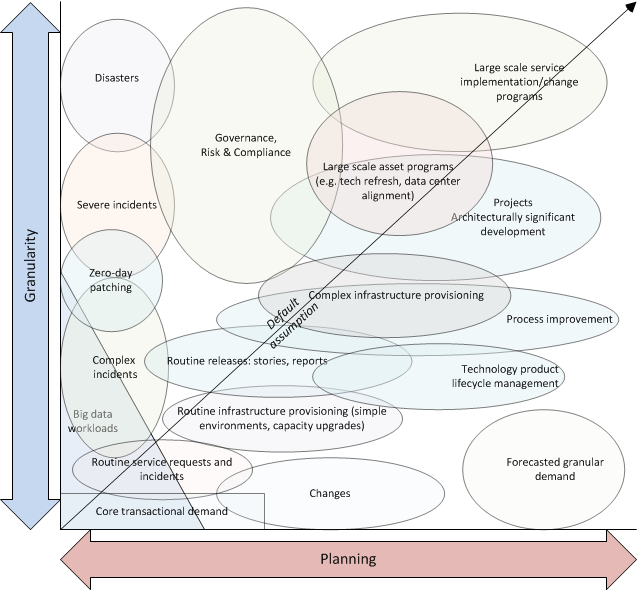 Disasters
Large scale service
implementation/change
programs
Governance,
Risk & Compliance
Large scale asset programs
(e.g. tech refresh, data center
alignment)
Severe incidents
Projects
Architecturally significant
development
Granularity
Zero-day
patching
Complex infrastructure provisioning
Default
assumption
Process improvement
Complex
incidents
Routine releases: stories, reports
Technology product
lifecycle management
Big data
workloads
Routine infrastructure provisioning (simple
environments, capacity upgrades)
Routine service requests and
incidents
Forecasted granular
demand
Changes
Core transactional demand
Planning